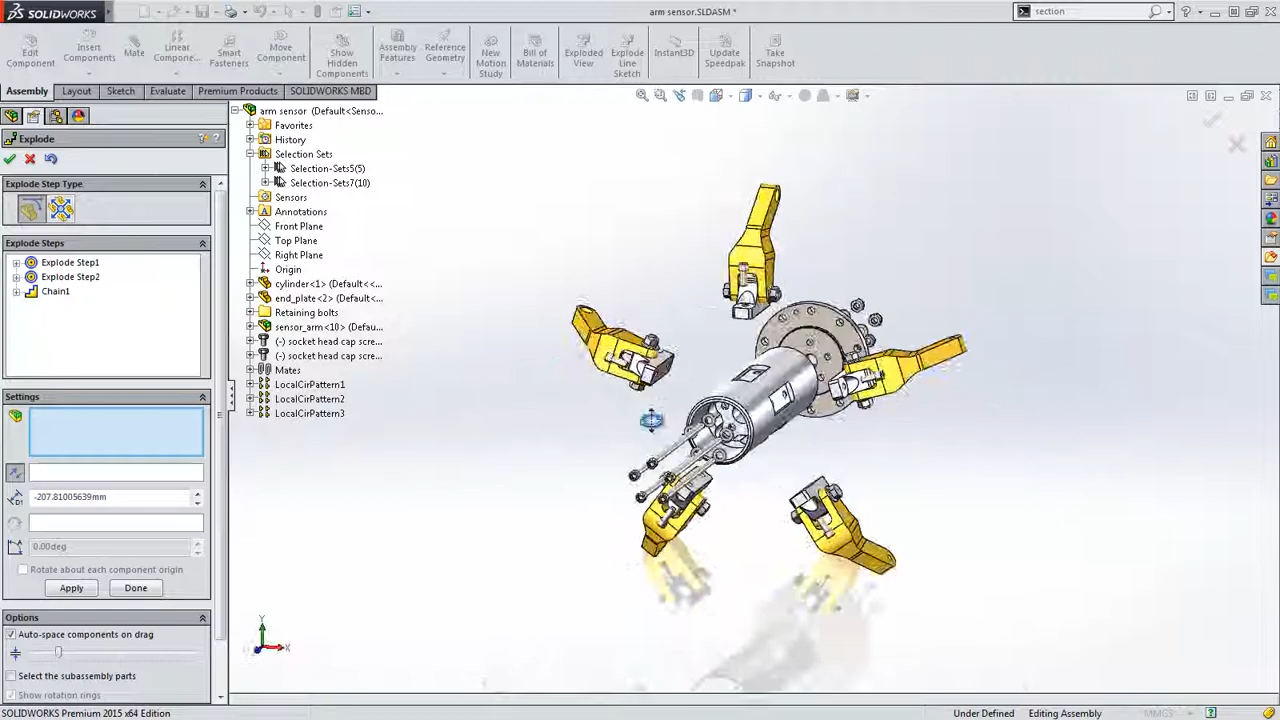 SOLIDWORKS
arm sensor.SLDASM *
section
Edit Component
Insert Components
Mate
Linear Compone...
Smart Fasteners
Move Component
Show Hidden Components
Assembly Features
Reference Geometry
New Motion Study
Bill of Materials
Exploded View
Explode Line Sketch
Instant3D
Update Speedpak
Take Snapshot
Assembly
Layout
Sketch
Evaluate
Premium Products
SOLIDWORKS MBD
Explode
Explode Step Type
Explode Steps
Explode Step1
Explode Step2
Chain1
Settings
-207.81005639mm
0.00deg
Rotate about each component origin
Apply
Done
Options
Auto-space components on drag
Select the subassembly parts
Show rotation rings
arm sensor (Default<Senso...
Favorites
History
Selection Sets
Selection-Sets5(5)
Selection-Sets7(10)
Sensors
Annotations
Front Plane
Top Plane
Right Plane
Origin
cylinder<1> (Default<<...
end_plate<2> (Default<...
Retaining bolts
sensor_arm<10> (Defau...
(-) socket head cap scre...
(-) socket head cap scre...
Mates
LocalCirPattern1
LocalCirPattern2
LocalCirPattern3
Y
X
SOLIDWORKS Premium 2015 x64 Edition
Under Defined
Editing Assembly
MMGS